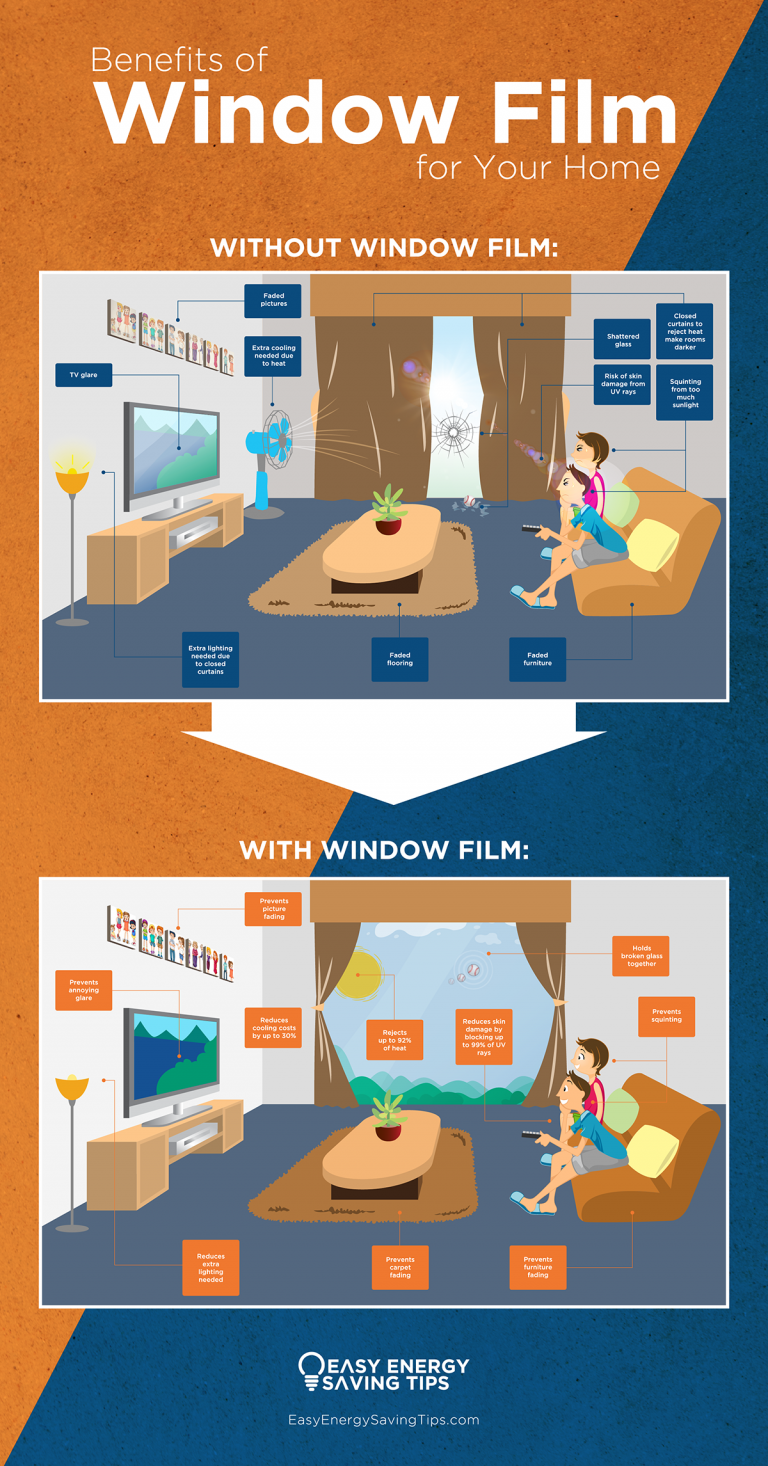 Benefits of
Window Film
for Your Home
WITHOUT WINDOW FILM:
Faded
pictures
Extra cooling
needed due
to heat
TV glare
Shattered
glass
Closed
curtains to
reject heat
make rooms
darker
Risk of skin
damage from
UV rays
Squinting
from too
much
sunlight
Extra lighting
needed due
to closed
curtains
Faded
flooring
Faded
furniture
WITH WINDOW FILM:
Prevents
picture
fading
Prevents
annoying
glare
Reduces
cooling costs
by up to 30%
Rejects
up to 92%
of heat
Reduces skin
damage by
blocking up
to 99% of UV
rays
Holds
broken glass
together
Prevents
squinting
Reduces
extra
lighting
needed
Prevents
carpet
fading
Prevents
furniture
fading
EASY ENERGY
SAVING TIPS
EasyEnergySavingTips.com